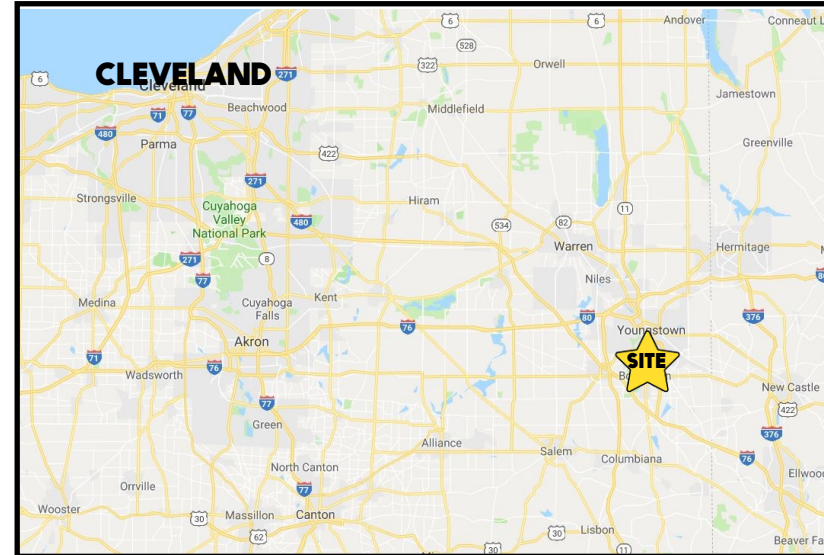 6
6
Andover
Conneaut L
528
322
Orwell
CLEVELAND
271
6
Cleveland
Jamestown
Beachwood
Middlefield
71
77
480
Parma
422
Greenville
271
Strongsville
Cuyahoga
Valley
National Park
Hiram
11
480
534
82
Warren
Hermitage
271
8
77
Niles
80
Medina
Cuyahoga
Falls
Kent
376
80
76
Youngstown
Akron
71
SITE
76
Wadsworth
New Castle
77
422
Green
376
Alliance
Salem
Columbiana
76
North Canton
Ellwoo
77
Orrville
Wooster
30
Massillon
Canton
62
30
Lisbon
30
11
Beaver Fa